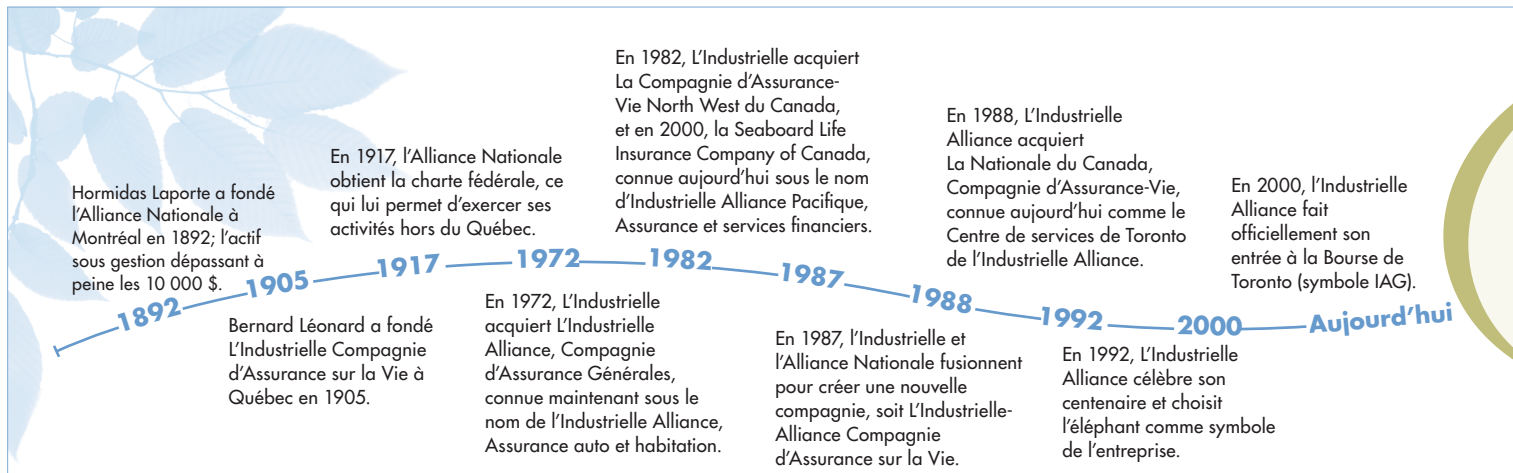 Hormidas Laporte a fondé
l'Alliance Nationale à
Montréal en 1892; l'actif
sous gestion dépassant à
peine les 10 000 $.
1892
1905
Bernard Léonard a fondé
L'Industrielle Compagnie
d'Assurance sur la Vie à
Québec en 1905.
En 1917, l'Alliance Nationale
obtient la charte fédérale, ce
qui lui permet d'exercer ses
activités hors du Québec.
1917
1972
En 1972, L'Industrielle
acquiert L'Industrielle
Alliance, Compagnie
d'Assurance Générales,
connue maintenant sous le
nom de l'Industrielle Alliance,
Assurance auto et habitation.
En 1982, L'Industrielle acquiert
La Compagnie d'Assurance-
Vie North West du Canada,
et en 2000, la Seaboard Life
Insurance Company of Canada,
connue aujourd'hui sous le nom
d'Industrielle Alliance Pacifique,
Assurance et services financiers.
1982
1987
En 1987, l'Industrielle et
l'Alliance Nationale fusionnent
pour créer une nouvelle
compagnie, soit L'Industrielle-
Alliance Compagnie
d'Assurance sur la Vie.
En 1988, L'Industrielle
Alliance acquiert
La Nationale du Canada,
Compagnie d'Assurance-Vie,
connue aujourd'hui comme le
Centre de services de Toronto
de l'Industrielle Alliance.
1988
1992
En 1992, L'Industrielle
Alliance célèbre son
centenaire et choisit
l'éléphant comme symbole
de l'entreprise.
En 2000, l'Industrielle
Alliance fait
officiellement son
entrée à la Bourse de
Toronto (symbole IAG).
2000
Aujourd'hui